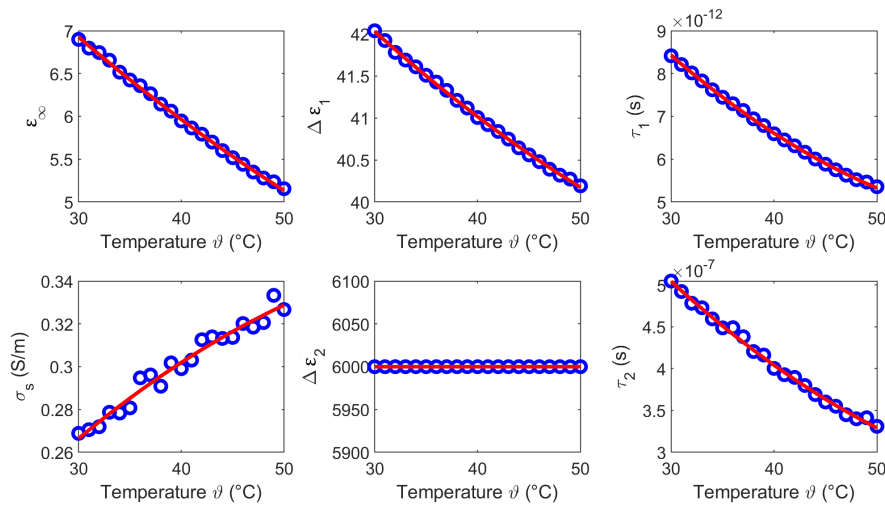 7
6.5
6
5.5
5
ε∞
30 40 50
Temperature ϑ (°C)
42
41.5
41
40.5
40
Δ ε1
30 40 50
Temperature ϑ (°C)
×10-12
9
8
7
6
5
τ1 (s)
30 40 50
Temperature ϑ (°C)
0.34
0.32
0.3
0.28
0.26
σs (S/m)
30 40 50
Temperature ϑ (°C)
6100
6050
6000
5950
5900
Δ ε2
30 40 50
Temperature ϑ (°C)
×10-7
5
4.5
4
3.5
3
τ2 (s)
30 40 50
Temperature ϑ (°C)